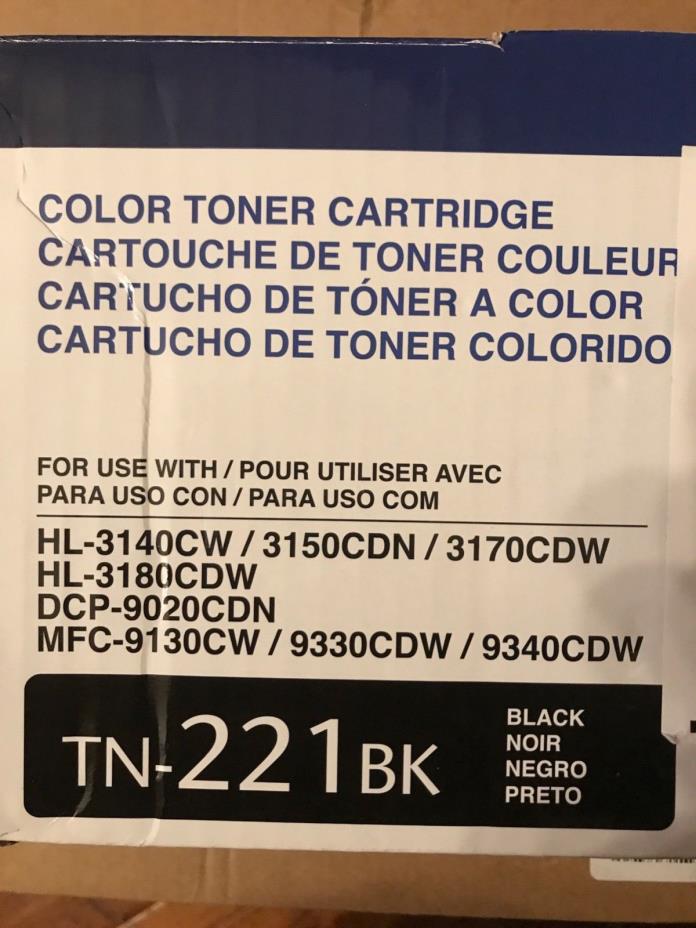 COLOR TONER CARTRIDGE
CARTOUCHE DE TONER COULEUR
CARTUCHO DE TÓNER A COLOR
CARTUCHO DE TONER COLORIDO
FOR USE WITH / POUR UTILISER AVEC
PARA USO CON / PARA USO COM
HL-3140CW / 3150CDN / 3170CDW
HL-3180CDW
DCP-9020CDN
MFC-9130CW / 9330CDW / 9340CDW
TN-221BK
BLACK
NOIR
NEGRO
PRETO